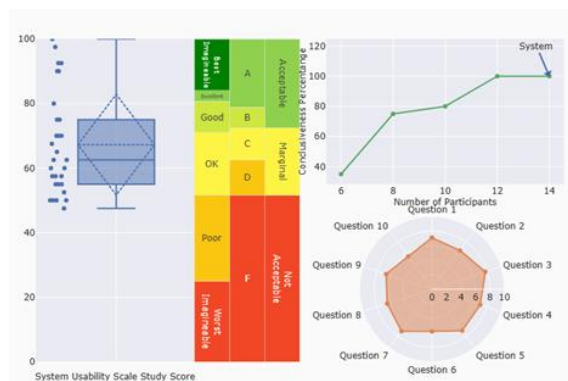 100
80
60
40
20
0
System Usability Scale Study Score
Best
Imagineable
Excellent
Good
OK
Poor
Worst
Imagineable
A
B
C
D
F
Acceptable
Marginal
Not
Acceptable
120
100
80
60
40
Conclusiveness Percentange
System
6
8
10
12
14
Number of Participants
Question 1
Question 2
Question 3
Question 4
Question 5
Question 6
Question 7
Question 8
Question 9
Question 10
0 2 4 6 8 10